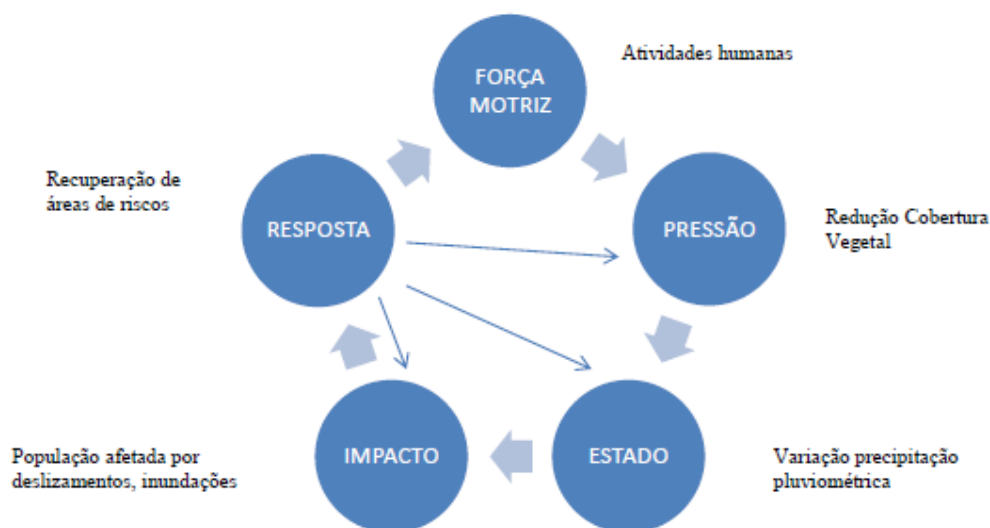 FORÇA
MOTRIZ
Atividades humanas
PRESSÃO
Redução Cobertura
Vegetal
ESTADO
Variação precipitação
pluviométrica
IMPACTO
População afetada por
deslizamentos, inundações
RESPOSTA
Recuperação de
áreas de riscos